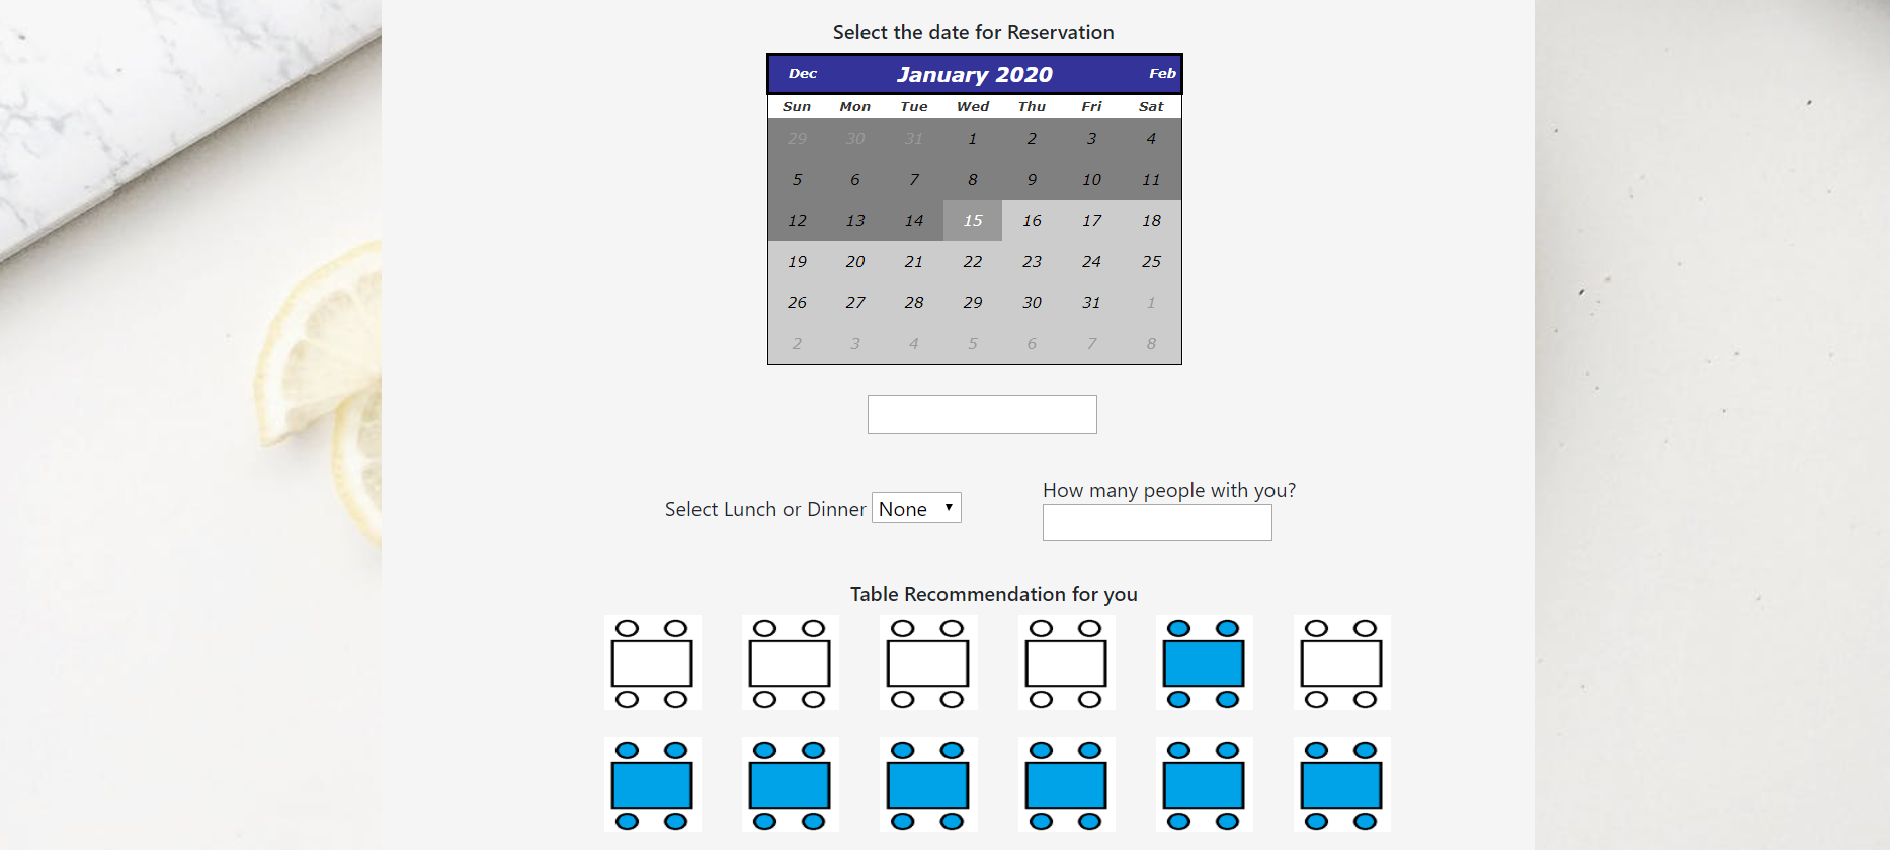 Select the date for Reservation
Dec January 2020 Feb
Sun Mon Tue Wed Thu Fri Sat
29 30 31 1 2 3 4
5 6 7 8 9 10 11
12 13 14 15 16 17 18
19 20 21 22 23 24 25
26 27 28 29 30 31 1
2 3 4 5 6 7 8
How many people with you?
Select Lunch or Dinner None
Table Recommendation for you